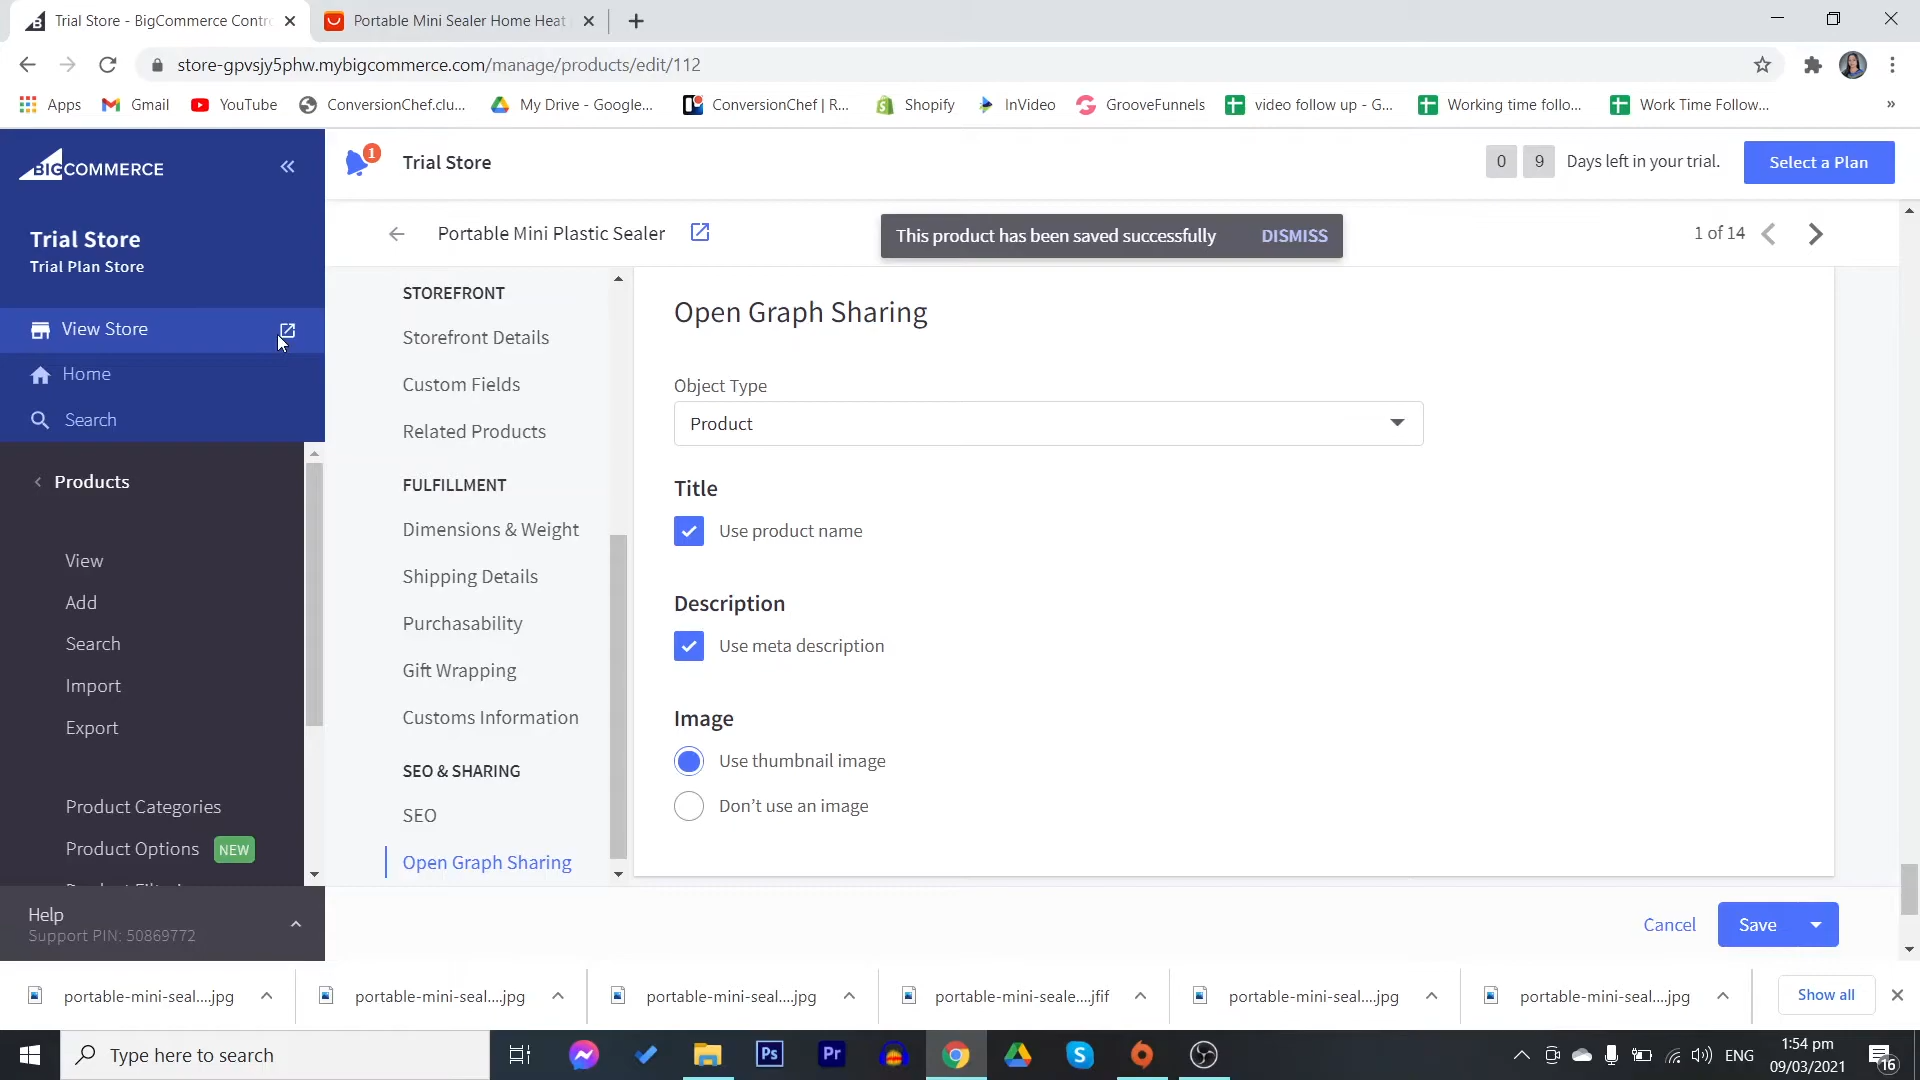 Trial Store - BigCommerce Contr
Portable Mini Sealer Home Heat
store-gpvsjy5phw.mybigcommerce.com/manage/products/edit/112
Apps
Gmail
YouTube
ConversionChef.clu...
My Drive - Google...
ConversionChef | R...
Shopify
InVideo
GrooveFunnels
video follow up - G...
Working time follo...
Work Time Follow...
»
BIGCOMMERCE
1
Trial Store
0 9 Days left in your trial.
Select a Plan
Trial Store
Trial Plan Store
View Store
Home
Search
Products
View
Add
Search
Import
Export
Product Categories
Product Options NEW
Help
Support PIN: 50869772
Portable Mini Plastic Sealer
This product has been saved successfully DISMISS
1 of 14
STOREFRONT
Storefront Details
Custom Fields
Related Products
FULFILLMENT
Dimensions & Weight
Shipping Details
Purchasability
Gift Wrapping
Customs Information
SEO & SHARING
SEO
Open Graph Sharing
Open Graph Sharing
Object Type
Product
Title
Use product name
Description
Use meta description
Image
Use thumbnail image
Don't use an image
Cancel
Save
portable-mini-seal....jpg
portable-mini-seal....jpg
portable-mini-seal....jpg
portable-mini-seale....jfif
portable-mini-seal....jpg
portable-mini-seal....jpg
Show all
Type here to search
Ps
Pr
ENG
1:54 pm
09/03/2021
16